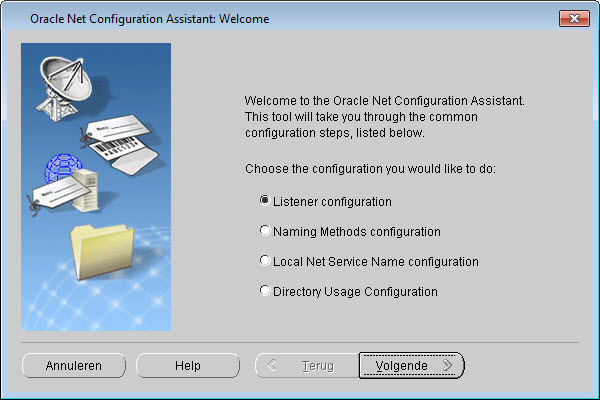 Oracle Net Configuration Assistant: Welcome
Welcome to the Oracle Net Configuration Assistant.
This tool will take you through the common
configuration steps, listed below.
Choose the configuration you would like to do:
Listener configuration
Naming Methods configuration
Local Net Service Name configuration
Directory Usage Configuration
Annuleren
Help
Terug
Volgende